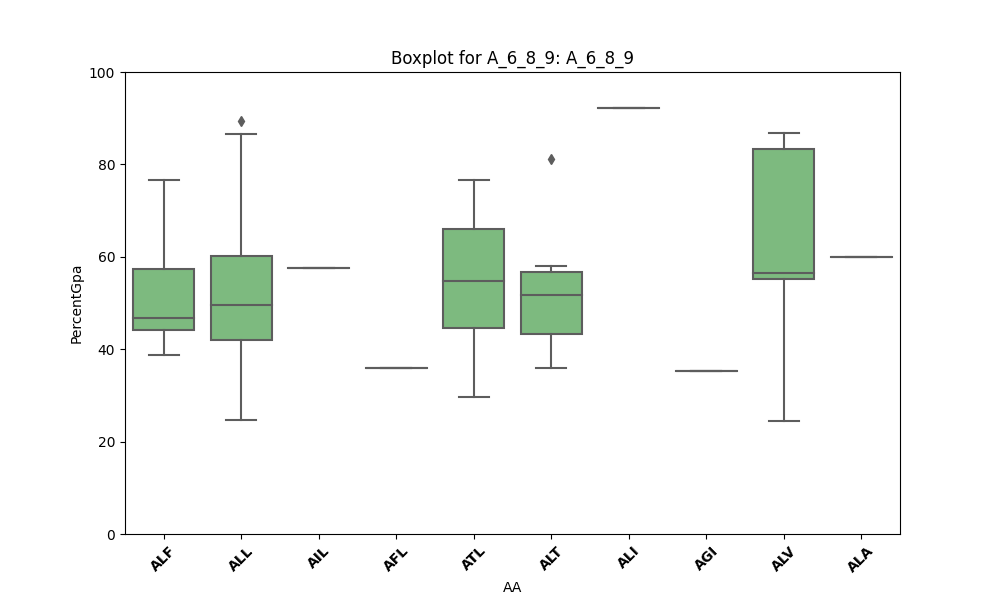 Boxplot for A_6_8_9: A_6_8_9
100
80
60
40
20
0
PercentGpa
ALF
ALL
AIL
AFL
ATL
ALT
ALI
AGI
ALV
ALA
AA